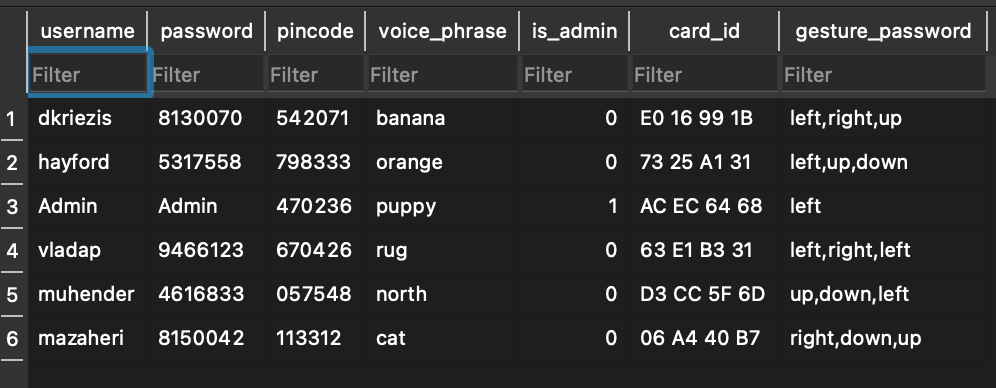 username password pincode voice_phrase is_admin card_id gesture_password
Filter Filter Filter Filter Filter Filter Filter
1 dkriezis 8130070 542071 banana 0 E0 16 99 1B left,right,up
2 hayford 5317558 798333 orange 0 73 25 A1 31 left,up,down
3 Admin Admin 470236 puppy 1 AC EC 64 68 left
4 vladap 9466123 670426 rug 0 63 E1 B3 31 left,right,left
5 muhender 4616833 057548 north 0 D3 CC 5F 6D up,down,left
6 mazaheri 8150042 113312 cat 0 06 A4 40 B7 right,down,up